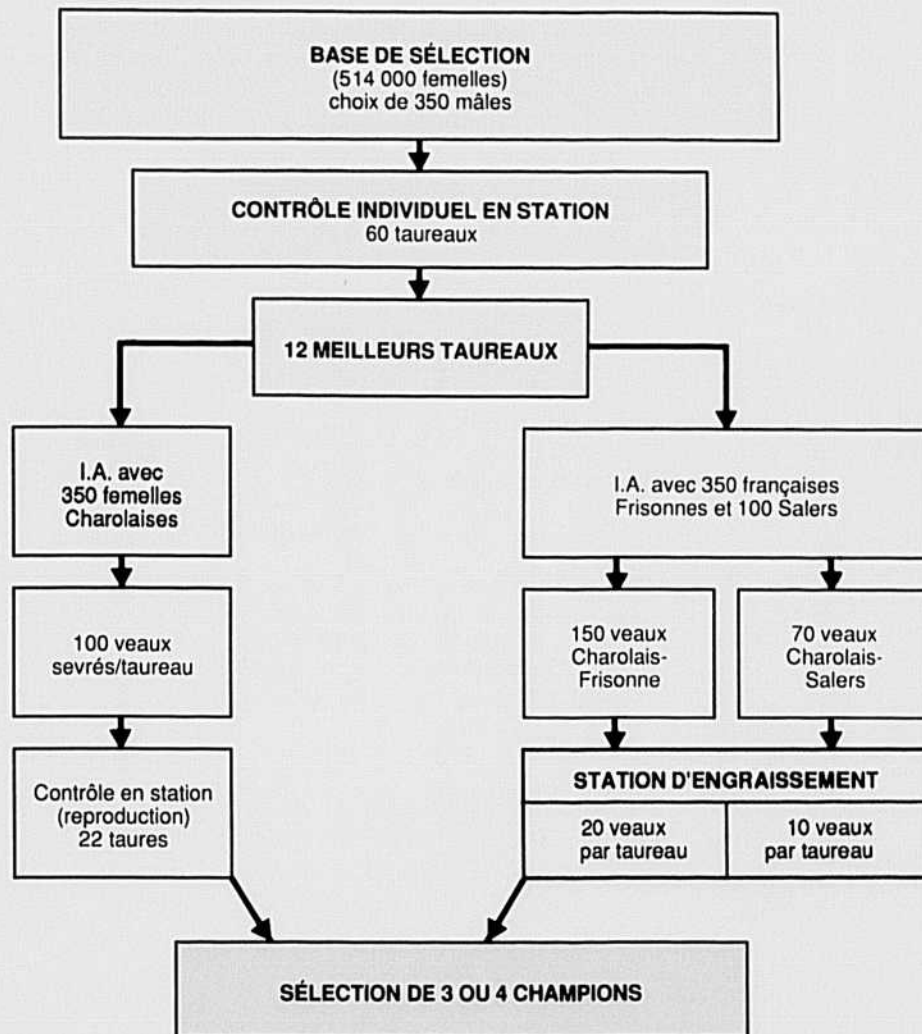 BASE DE SÉLECTION
(514 000 femelles)
choix de 350 mâles
CONTRÔLE INDIVIDUEL EN STATION
60 taureaux
12 MEILLEURS TAUREAUX
I.A. avec
350 femelles
Charolaises
I.A. avec 350 françaises
Frisonnes et 100 Salers
100 veaux
sevrés/taureau
150 veaux
Charolais-
Frisonne
70 veaux
Charolais-
Salers
Contrôle en station
(reproduction)
22 taures
STATION D'ENGRAISSEMENT
20 veaux
par taureau
10 veaux
par taureau
SÉLECTION DE 3 OU 4 CHAMPIONS